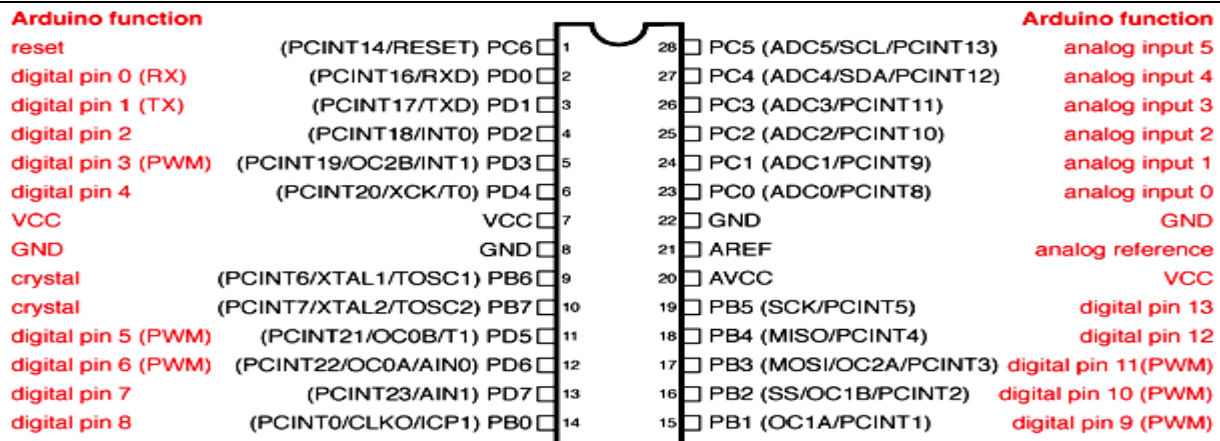 Arduino function Arduino function
reset (PCINT14/RESET) PC6 1 28 PC5 (ADC5/SCL/PCINT13) analog input 5
digital pin 0 (RX) (PCINT16/RXD) PD0 2 27 PC4 (ADC4/SDA/PCINT12) analog input 4
digital pin 1 (TX) (PCINT17/TXD) PD1 3 26 PC3 (ADC3/PCINT11) analog input 3
digital pin 2 (PCINT18/INT0) PD2 4 25 PC2 (ADC2/PCINT10) analog input 2
digital pin 3 (PWM) (PCINT19/OC2B/INT1) PD3 5 24 PC1 (ADC1/PCINT9) analog input 1
digital pin 4 (PCINT20/XCK/T0) PD4 6 23 PC0 (ADC0/PCINT8) analog input 0
VCC VCC 7 22 GND GND
GND GND 8 21 AREF analog reference
crystal (PCINT6/XTAL1/TOSC1) PB6 9 20 AVCC VCC
crystal (PCINT7/XTAL2/TOSC2) PB7 10 19 PB5 (SCK/PCINT5) digital pin 13
digital pin 5 (PWM) (PCINT21/OC0B/T1) PD5 11 18 PB4 (MISO/PCINT4) digital pin 12
digital pin 6 (PWM) (PCINT22/OC0A/AIN0) PD6 12 17 PB3 (MOSI/OC2A/PCINT3) digital pin 11(PWM)
digital pin 7 (PCINT23/AIN1) PD7 13 16 PB2 (SS/OC1B/PCINT2) digital pin 10 (PWM)
digital pin 8 (PCINT0/CLKO/ICP1) PB0 14 15 PB1 (OC1A/PCINT1) digital pin 9 (PWM)